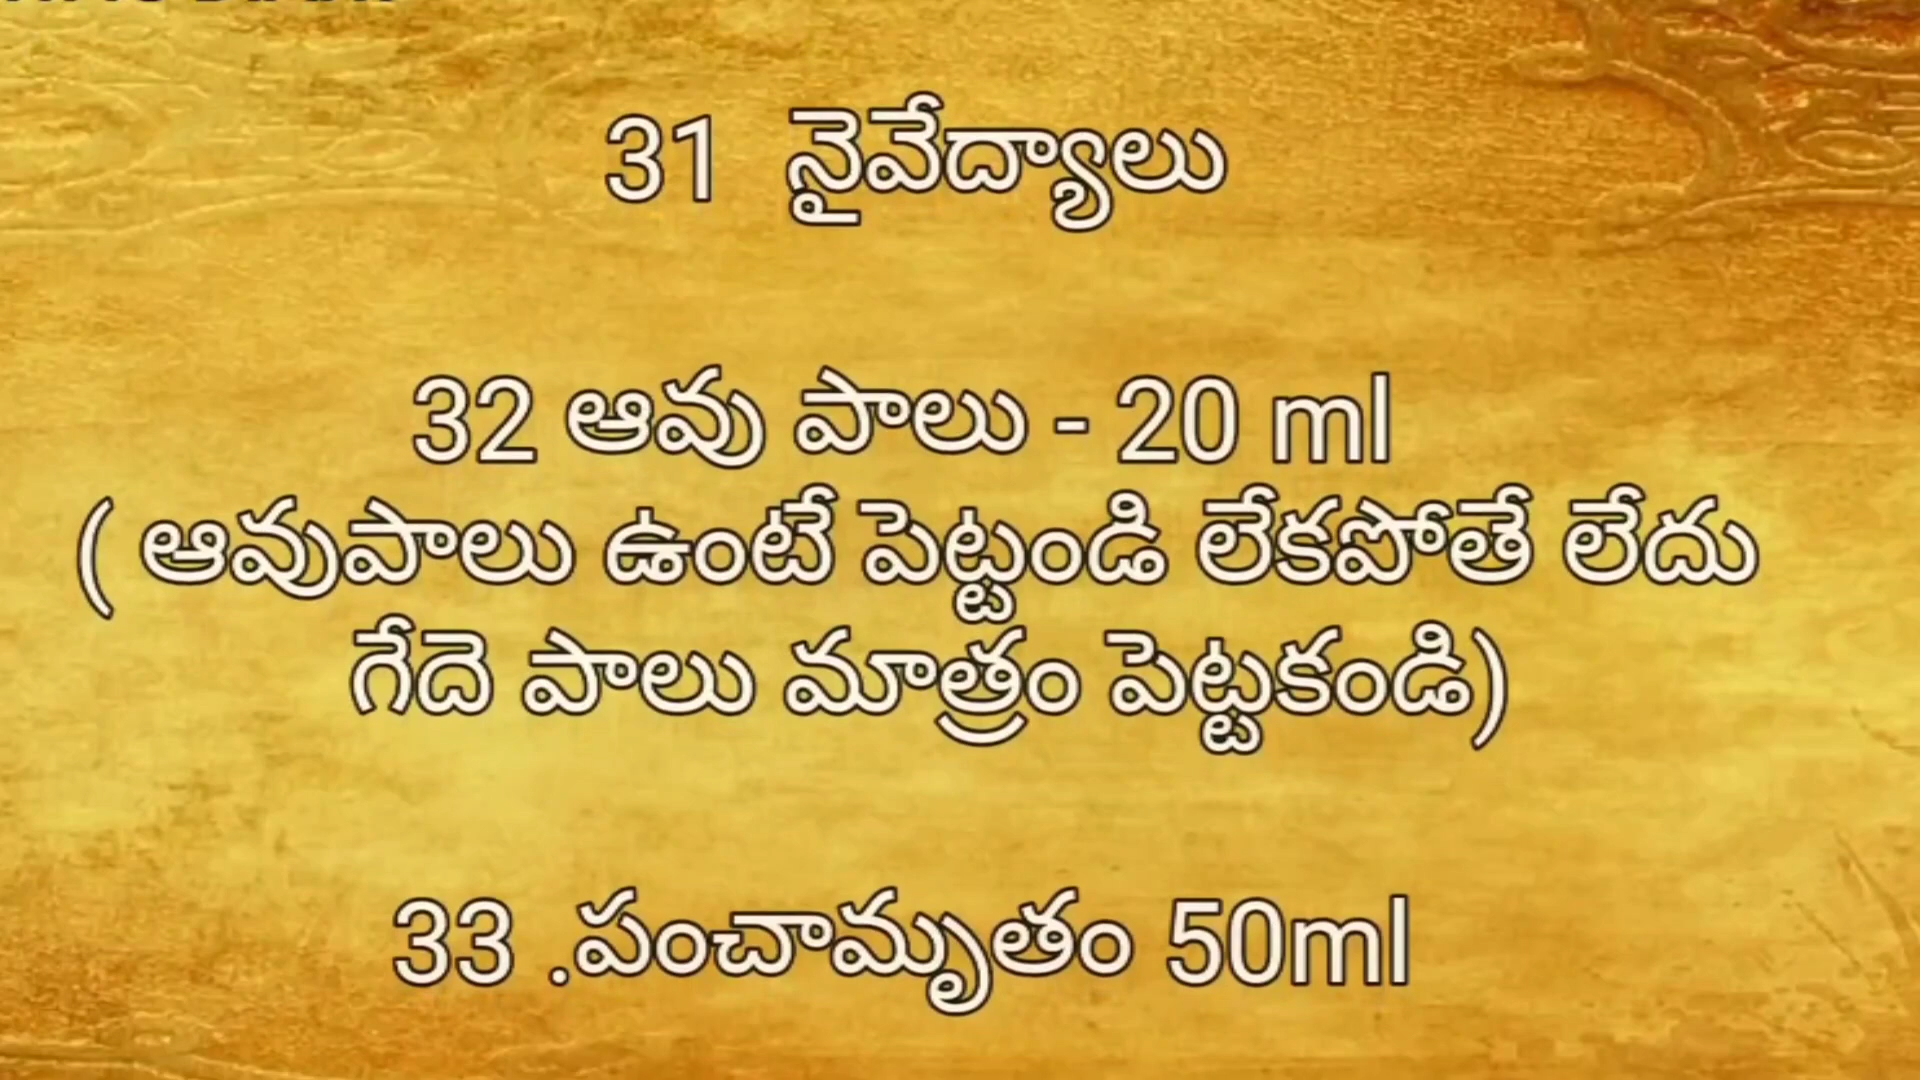 31 నైవేద్యాలు
32 ఆవు పాలు - 20 ml
( ఆవుపాలు ఉంటే పెట్టండి లేకపోతే లేదు
గేదె పాలు మాత్రం పెట్టకండి)
33 .పంచామృతం 50ml